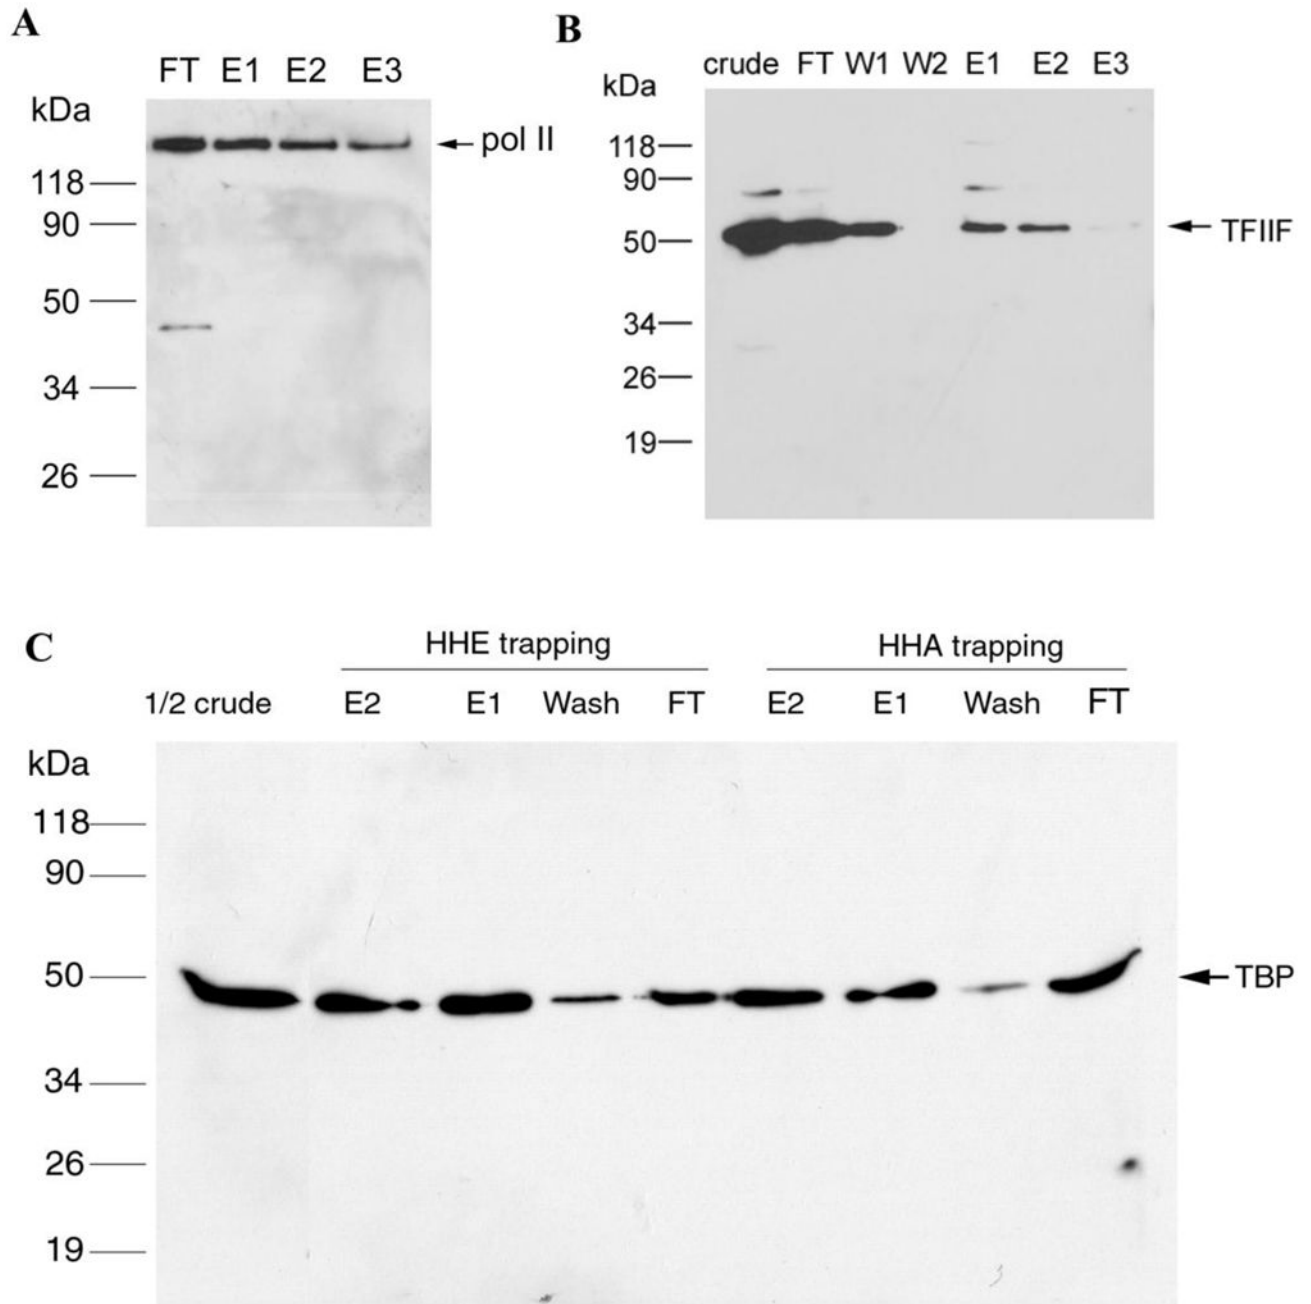 A
FT E1 E2 E3
kDa
pol II
118
90
50
34
26
B
crude FT W1 W2 E1 E2 E3
kDa
118
90
50
34
26
19
TFIIF
C
HHE trapping HHA trapping
1/2 crude E2 E1 Wash FT E2 E1 Wash FT
kDa
118
90
50
34
26
19
TBP